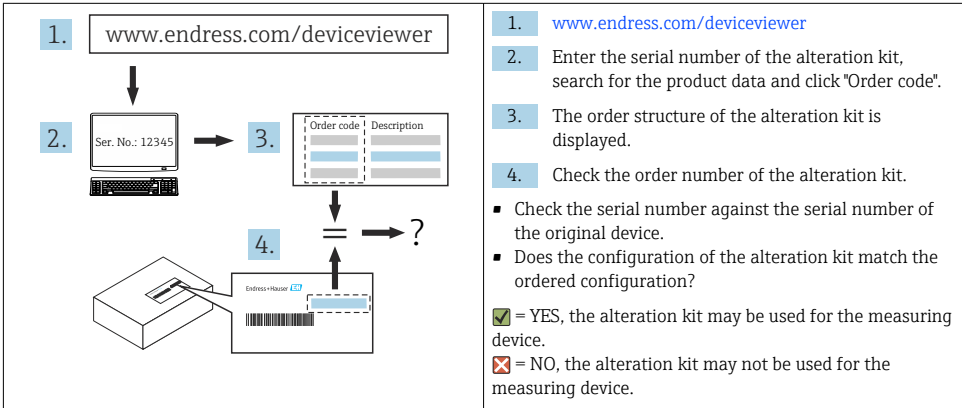 1. www.endress.com/deviceviewer
2. Ser. No.: 12345
3. Order code Description
= ?
4.
Endress+Hauser EH
1. www.endress.com/deviceviewer
2. Enter the serial number of the alteration kit,
search for the product data and click "Order code".
3. The order structure of the alteration kit is
displayed.
4. Check the order number of the alteration kit.
▪ Check the serial number against the serial number of
the original device.
▪ Does the configuration of the alteration kit match the
ordered configuration?
☑ = YES, the alteration kit may be used for the measuring
device.
☒ = NO, the alteration kit may not be used for the
measuring device.